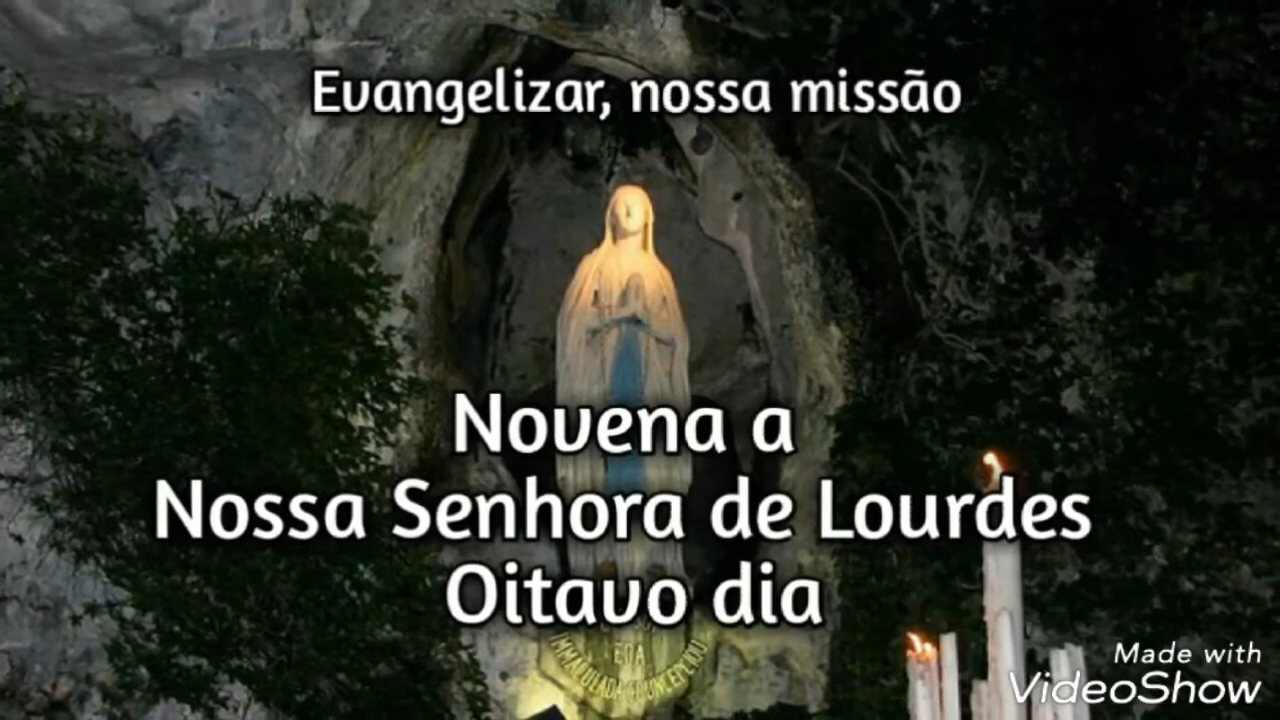 Evangelizar, nossa missão
Novena a
Nossa Senhora de Lourdes
Oitavo dia
Made with
VideoShow